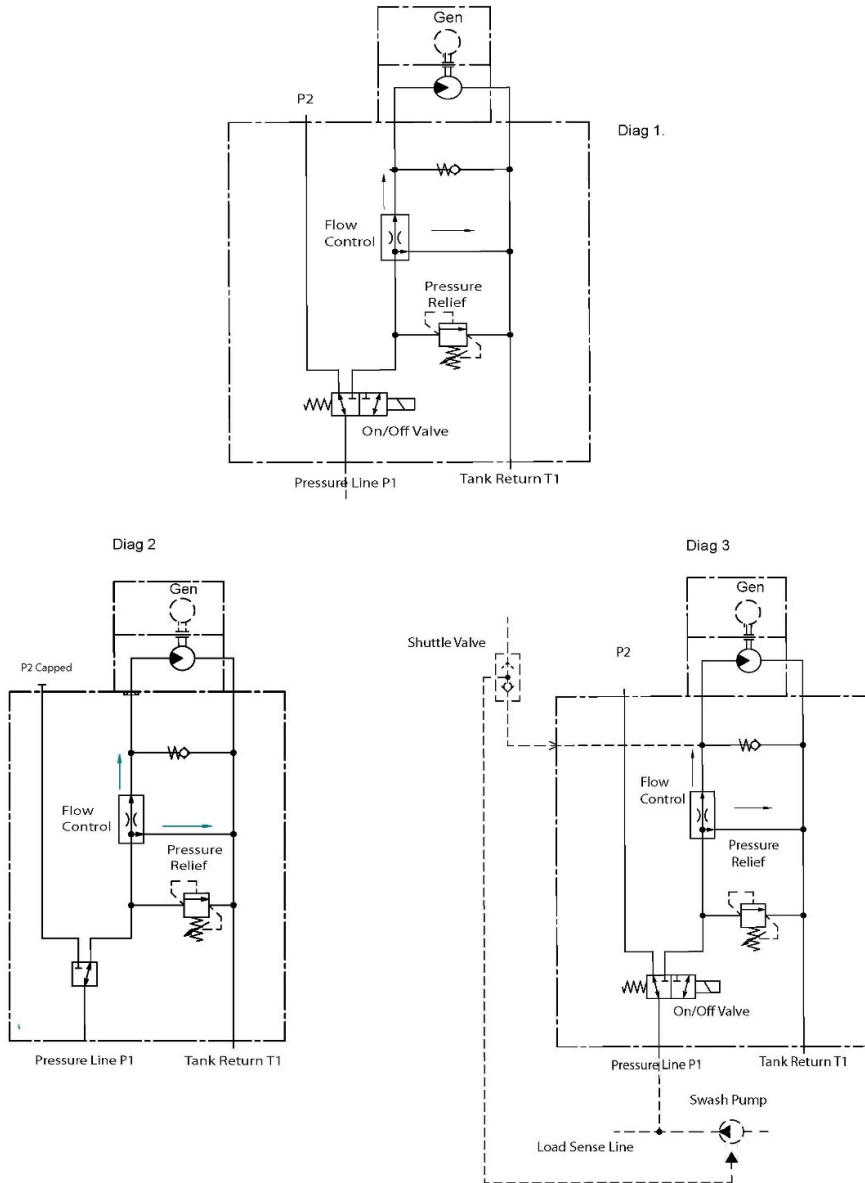 Gen
P2
Diag 1.
Flow
Control
Pressure
Relief
On/Off Valve
Pressure Line P1
Tank Return T1
Diag 2
Gen
P2 Capped
Flow
Control
Pressure
Relief
Pressure Line P1
Tank Return T1
Diag 3
Gen
Shuttle Valve
P2
Flow
Control
Pressure
Relief
On/Off Valve
Pressure Line P1
Tank Return T1
Swash Pump
Load Sense Line